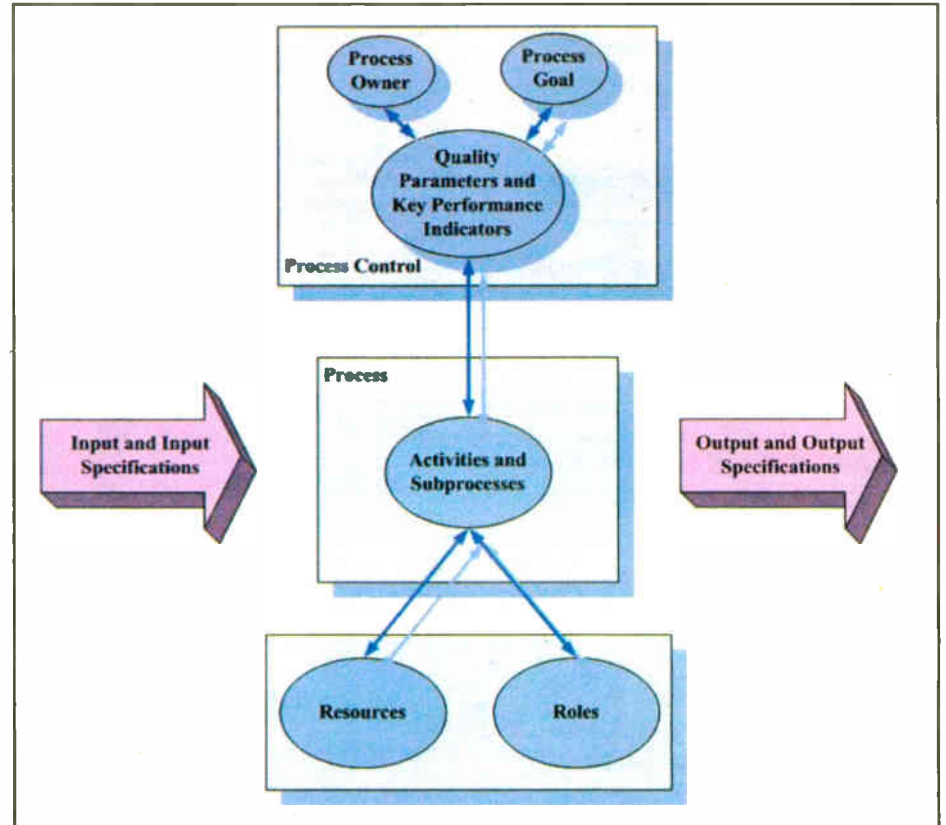 Process
Owner
Process
Goal
Quality
Parameters and
Key Performance
Indicators
Process Control
Process
Input and Input
Specifications
Activities and
Subprocesses
Output and Output
Specifications
Resources
Roles